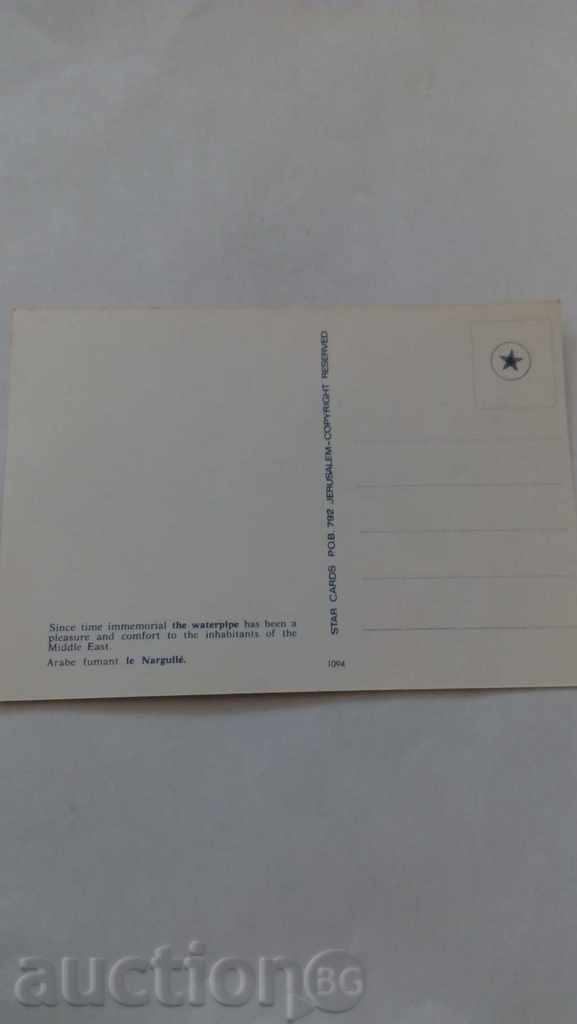 Since time immemorial the waterpipe has been a
pleasure and comfort to the inhabitants of the
Middle East.
Arabe fumant le Narguilé.
STAR CARDS P.O.B. 792 JERUSALEM-COPYRIGHT RESERVED
1094
auctionBG